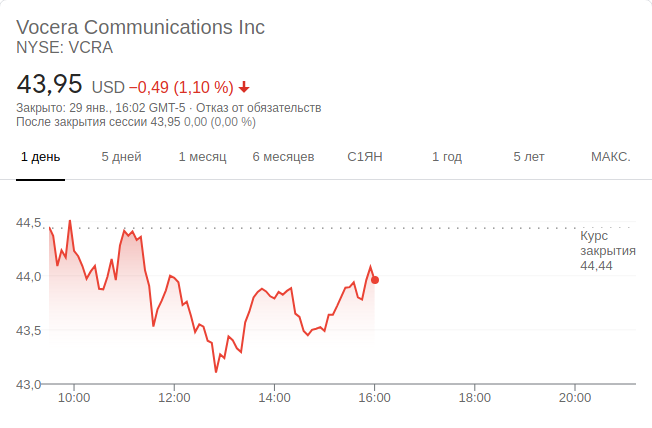 Vocera Communications Inc
NYSE: VCRA
43,95 USD −0,49 (1,10 %)
Закрыто: 29 янв., 16:02 GMT-5 · Отказ от обязательств
После закрытия сессии 43,95 0,00 (0,00 %)
1 день 5 дней 1 месяц 6 месяцев С1ЯН 1 год 5 лет МАКС.
44,5
Курс
закрытия
44,44
44,0
43,5
43,0
10:00 12:00 14:00 16:00 18:00 20:00